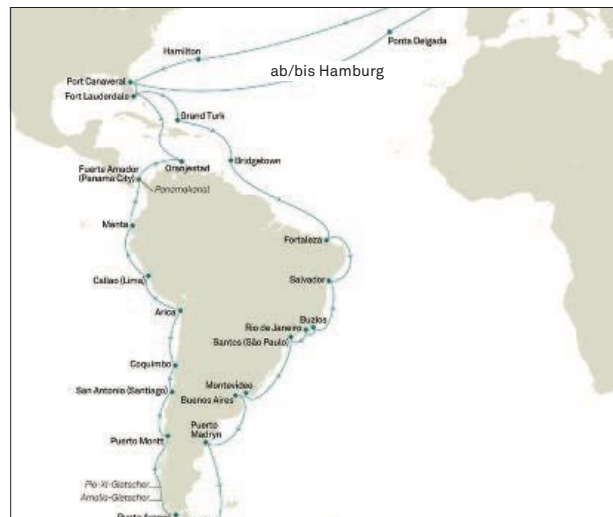 Hamilton
Ponta Delgada
ab/bis Hamburg
Port Canaveral
Fort Lauderdale
Grand Turk
Bridgetown
Oranjestad
Fuerte Amador
(Panama City)
Panamakanal
Manta
Fortaleza
Callao (Lima)
Salvador
Arica
Buzios
Rio de Janeiro
Santos (São Paulo)
Coquimbo
San Antonio (Santiago)
Montevideo
Buenos Aires
Puerto
Madryn
Puerto Montt
Pio-XI-Gletscher
Amalia-Gletscher
Punta Arenas